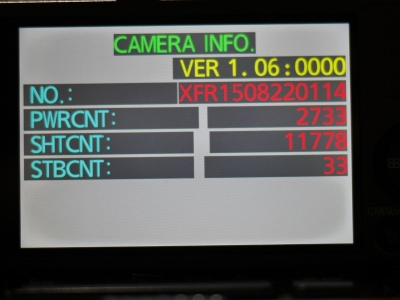 CAMERA INFO.
VER 1. 06:0000
NO.: XFR1508220114
PWRCNT: 2733
SHTCNT: 11778
STBCNT: 33